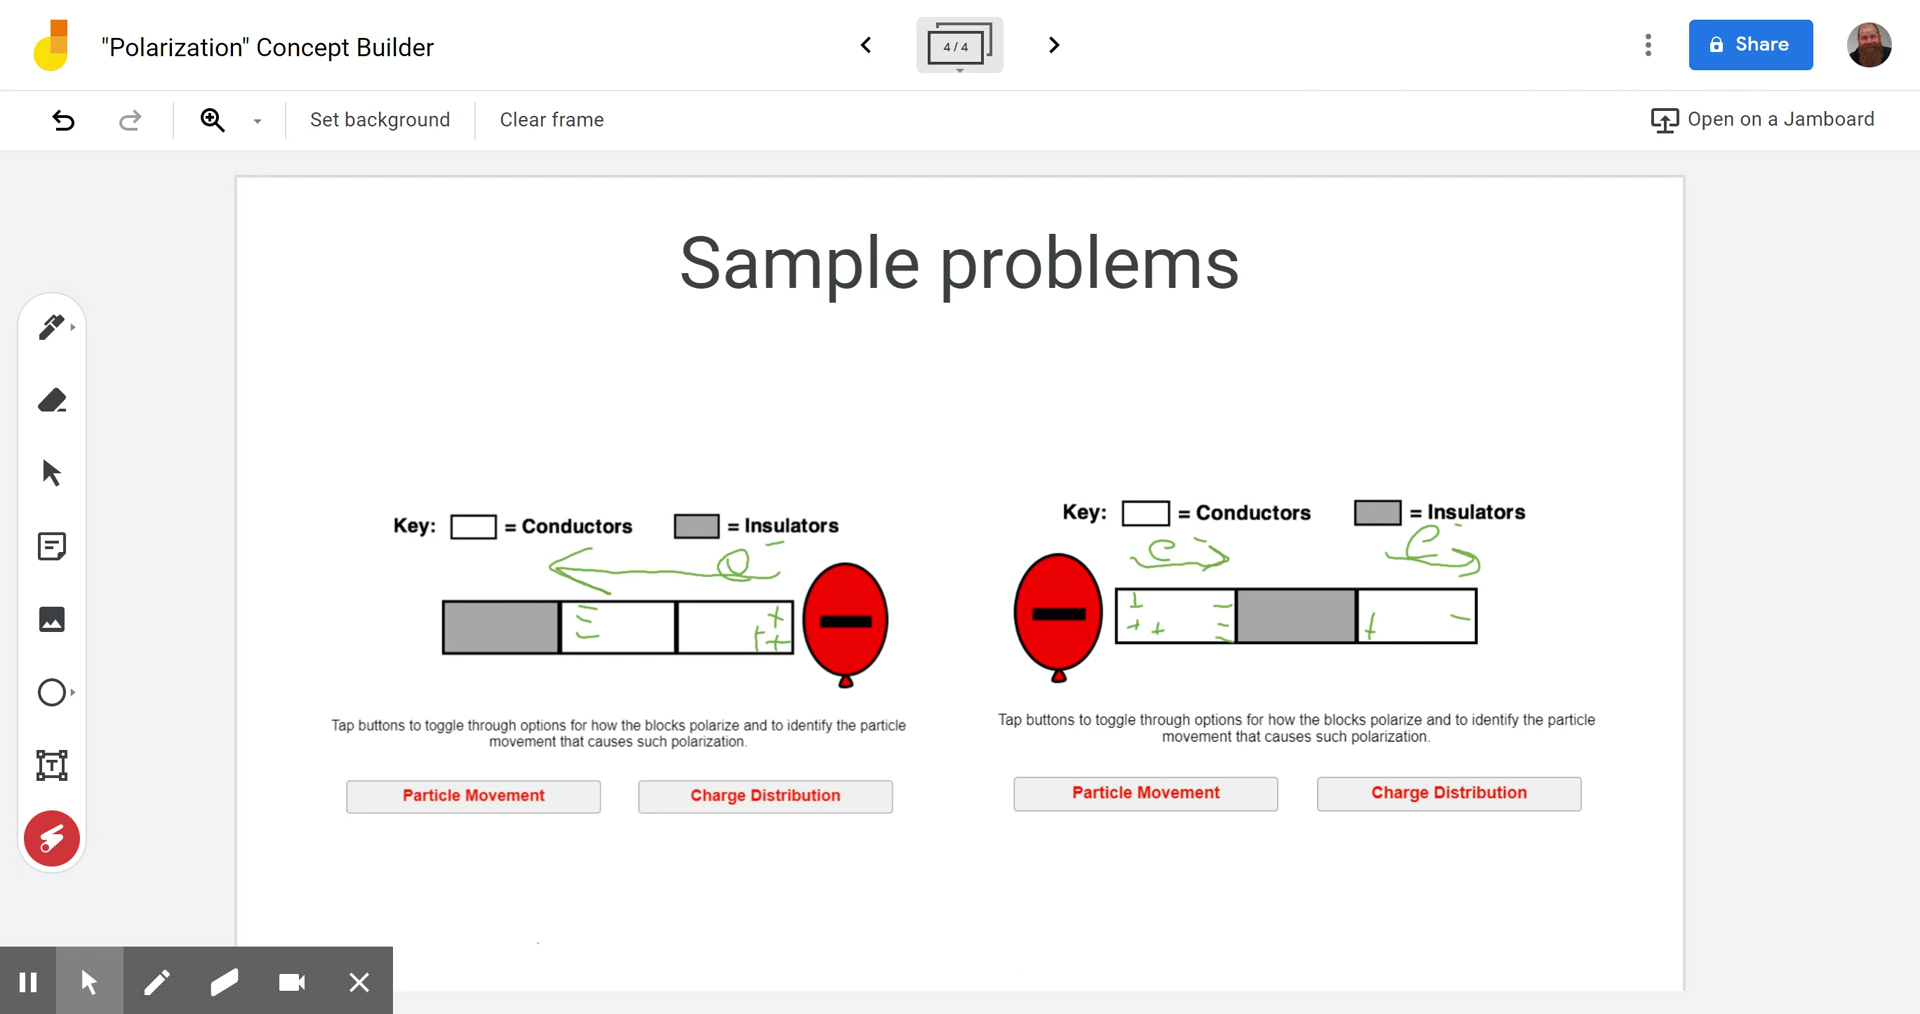 "Polarization" Concept Builder
4 / 4
Share
Set background
Clear frame
Open on a Jamboard
Sample problems
Key: = Conductors = Insulators
e -
+
+ +
Tap buttons to toggle through options for how the blocks polarize and to identify the particle
movement that causes such polarization.
Particle Movement
Charge Distribution
Key: = Conductors = Insulators
e - e -
+ - + -
+ + -
-
Tap buttons to toggle through options for how the blocks polarize and to identify the particle
movement that causes such polarization.
Particle Movement
Charge Distribution